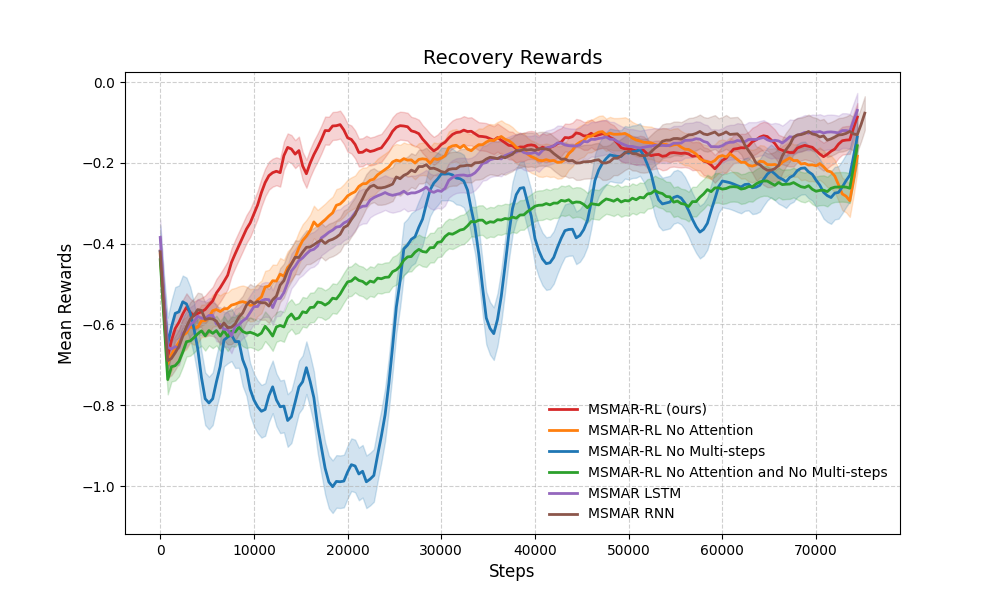 Recovery Rewards
Mean Rewards
0.0
−0.2
−0.4
−0.6
−0.8
−1.0
MSMAR-RL (ours)
MSMAR-RL No Attention
MSMAR-RL No Multi-steps
MSMAR-RL No Attention and No Multi-steps
MSMAR LSTM
MSMAR RNN
0 10000 20000 30000 40000 50000 60000 70000
Steps